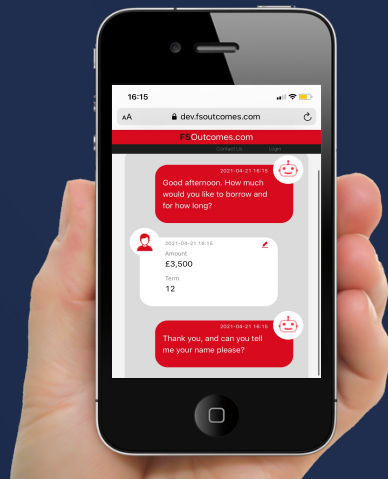 16:15
AA dev.fsoutcomes.com
FSOutcomes.com
Contact Us Login
2021-04-21 16:15
Good afternoon. How much
would you like to borrow and
for how long?
2021-04-21 16:15
Amount
£3,500
Term
12
2021-04-21 16:15
Thank you, and can you tell
me your name please?